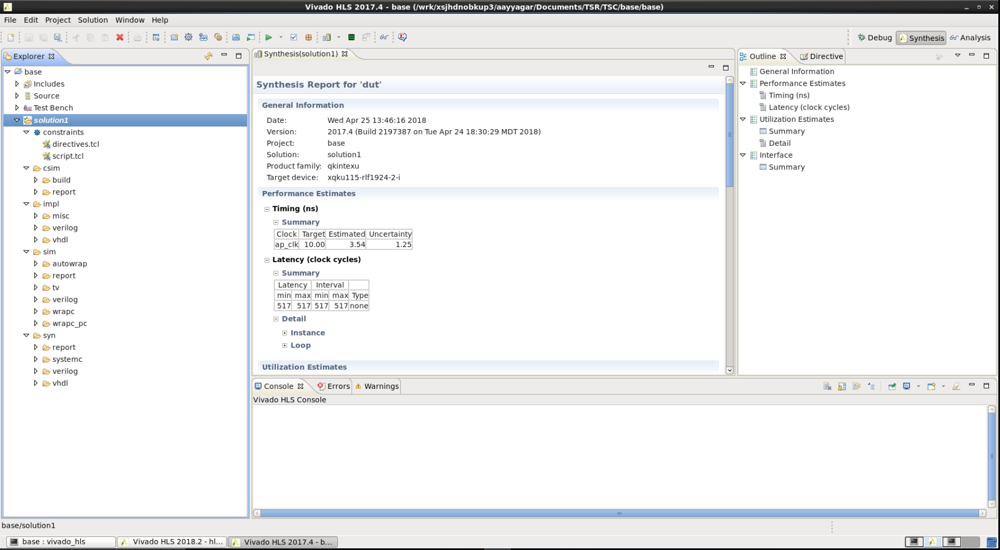 Vivado HLS 2017.4 - base (/wrk/xsjhdnobkup3/aayyagar/Documents/TSR/TSC/base/base)
File Edit Project Solution Window Help
Debug Synthesis Analysis
Explorer
base
Includes
Source
Test Bench
solution1
constraints
directives.tcl
script.tcl
csim
build
report
impl
misc
verilog
vhdl
sim
autowrap
report
tv
verilog
wrapc
wrapc_pc
syn
report
systemc
verilog
vhdl
Synthesis(solution1)
Synthesis Report for 'dut'
General Information
Date: Wed Apr 25 13:46:16 2018
Version: 2017.4 (Build 2197387 on Tue Apr 24 18:30:29 MDT 2018)
Project: base
Solution: solution1
Product family: qkintexu
Target device: xqku115-rlf1924-2-i
Performance Estimates
Timing (ns)
Summary
Clock Target Estimated Uncertainty
ap_clk 10.00 3.54 1.25
Latency (clock cycles)
Summary
Latency Interval
min max min max Type
517 517 517 517 none
Detail
Instance
Loop
Utilization Estimates
Outline Directive
General Information
Performance Estimates
Timing (ns)
Latency (clock cycles)
Utilization Estimates
Summary
Detail
Interface
Summary
Console Errors Warnings
Vivado HLS Console
base/solution1
base : vivado_hls
Vivado HLS 2018.2 - hl...
Vivado HLS 2017.4 - b...